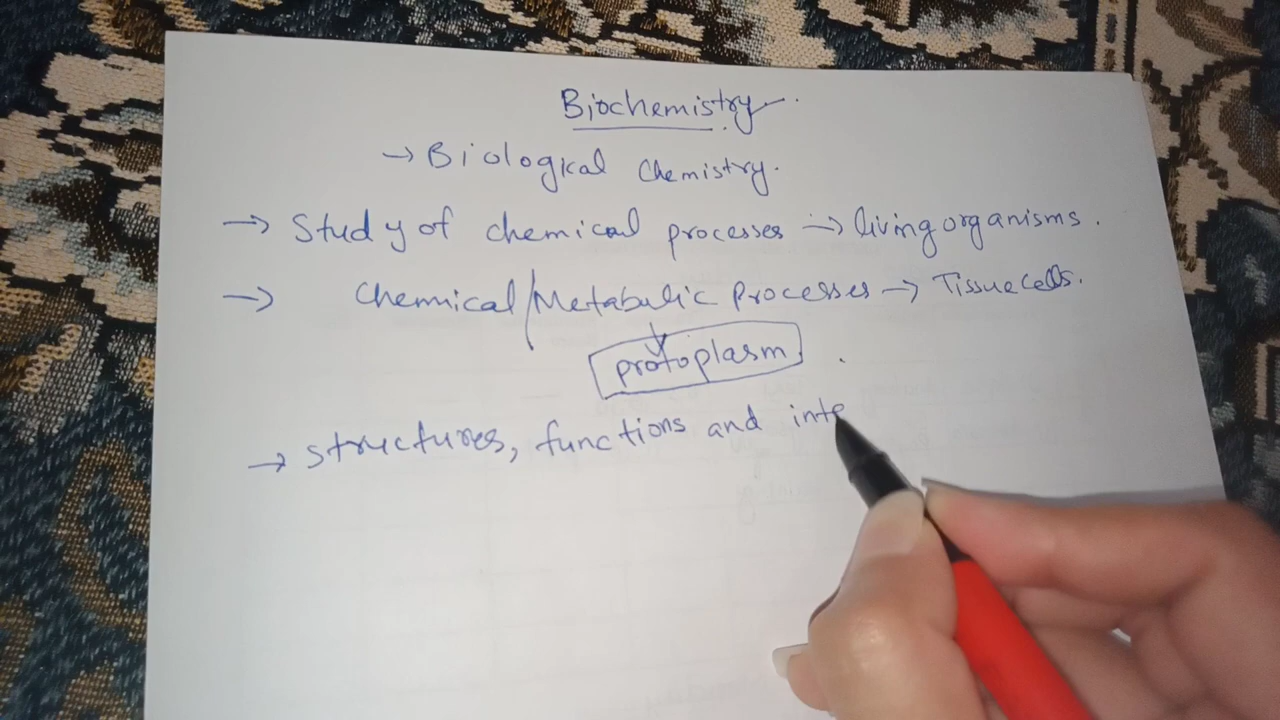 Biochemistry.
→ Biological Chemistry.
→ Study of chemical processes → living organisms.
→ Chemical/Metabolic Processes → Tissue Cells.
protoplasm
→ structures, functions and inte